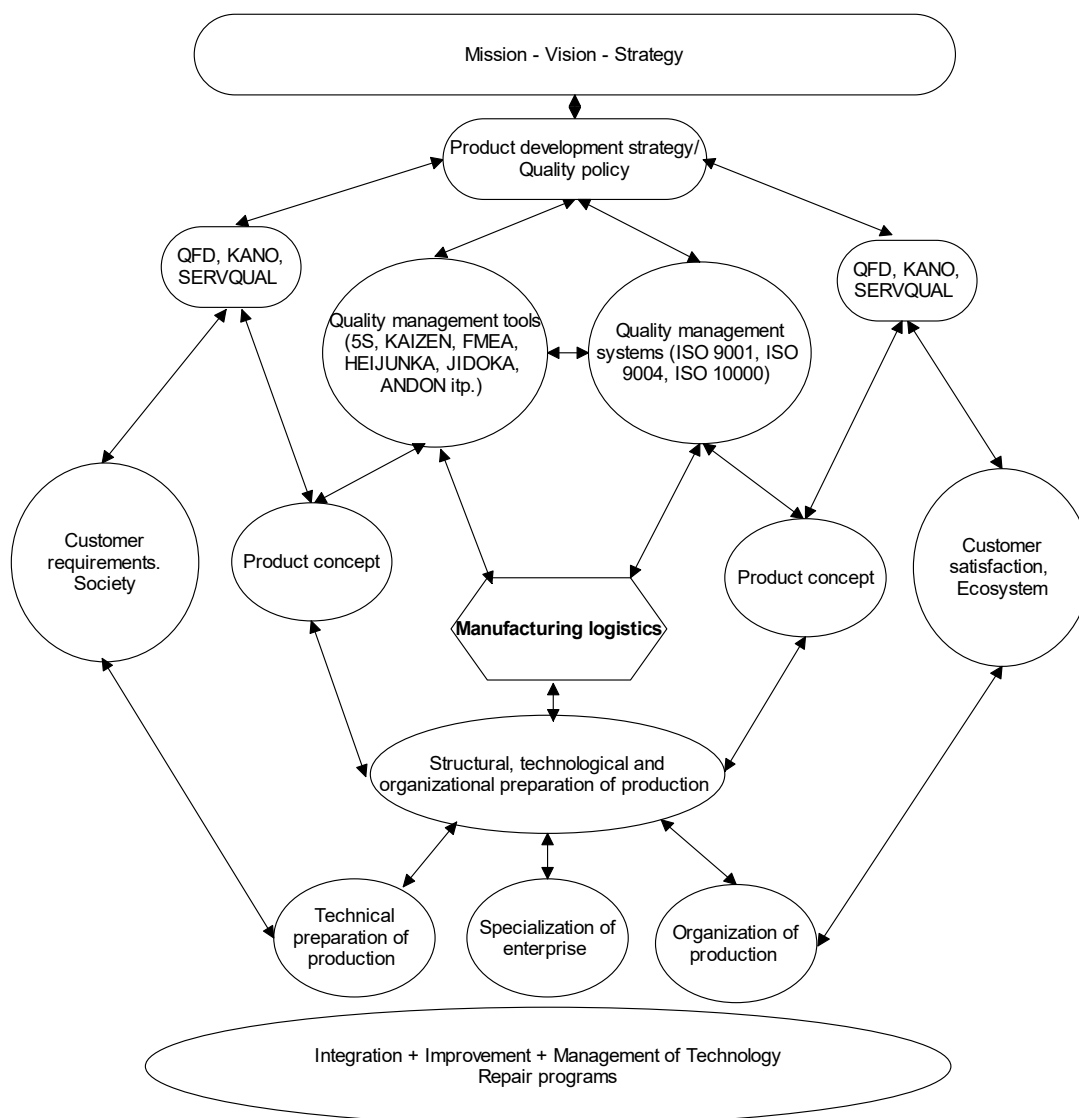 Mission - Vision - Strategy
Product development strategy/
Quality policy
QFD, KANO,
SERVQUAL
QFD, KANO,
SERVQUAL
Quality management tools
(5S, KAIZEN, FMEA,
HEIJUNKA, JIDOKA,
ANDON itp.)
Quality management
systems (ISO 9001, ISO
9004, ISO 10000)
Customer
requirements.
Society
Product concept
Product concept
Customer
satisfaction,
Ecosystem
Manufacturing logistics
Structural, technological and
organizational preparation of production
Technical
preparation of
production
Specialization of
enterprise
Organization of
production
Integration + Improvement + Management of Technology
Repair programs